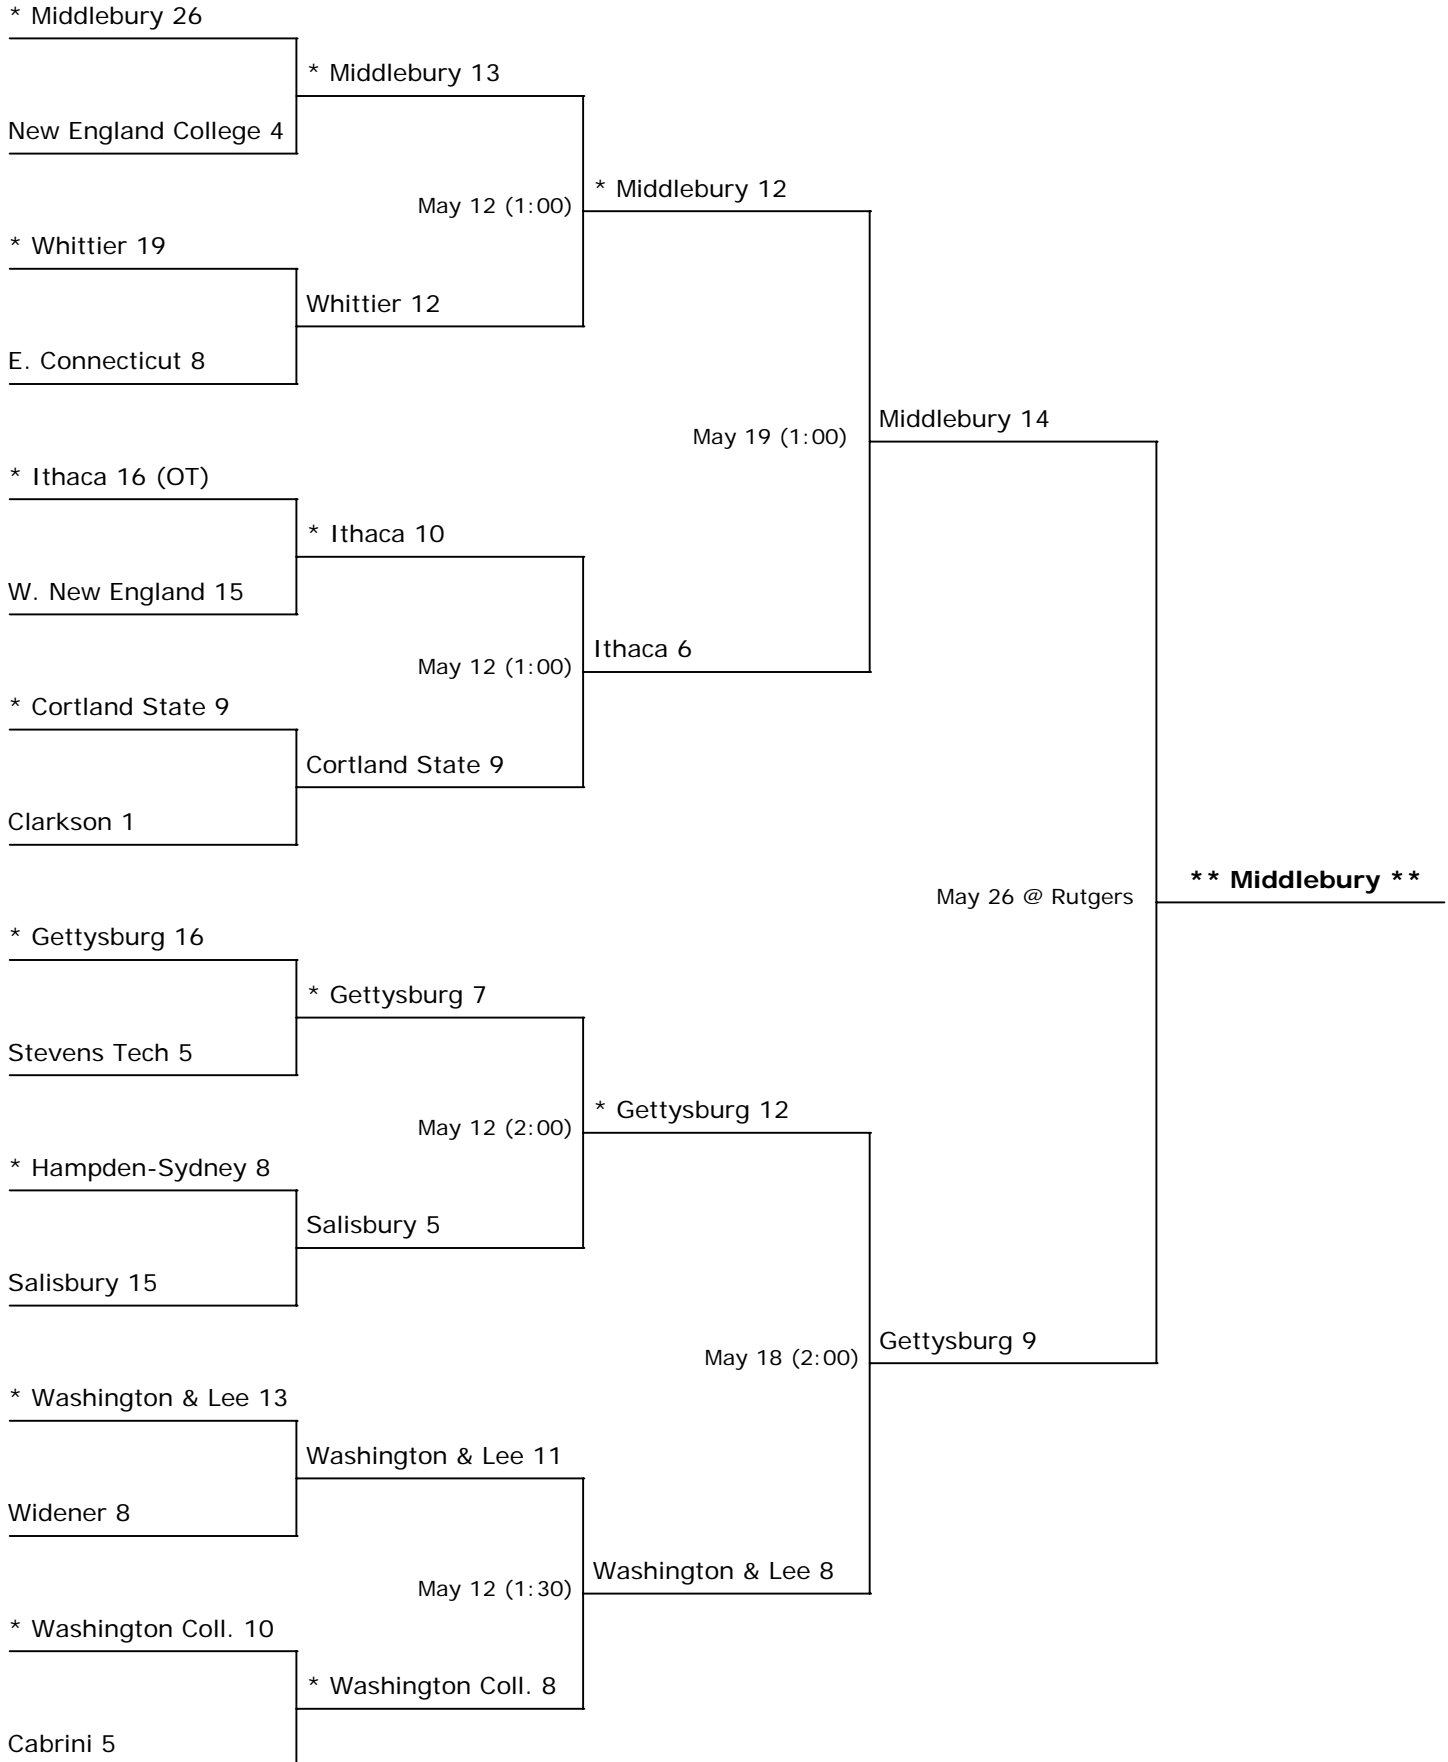 * Middlebury 26
* Middlebury 13
New England College 4
* Middlebury 12
May 12 (1:00)
* Whittier 19
Whittier 12
E. Connecticut 8
Middlebury 14
May 19 (1:00)
* Ithaca 16 (OT)
* Ithaca 10
W. New England 15
Ithaca 6
May 12 (1:00)
* Cortland State 9
Cortland State 9
Clarkson 1
** Middlebury **
May 26 @ Rutgers
* Gettysburg 16
* Gettysburg 7
Stevens Tech 5
* Gettysburg 12
May 12 (2:00)
* Hampden-Sydney 8
Salisbury 5
Salisbury 15
Gettysburg 9
May 18 (2:00)
* Washington & Lee 13
Washington & Lee 11
Widener 8
Washington & Lee 8
May 12 (1:30)
* Washington Coll. 10
* Washington Coll. 8
Cabrini 5